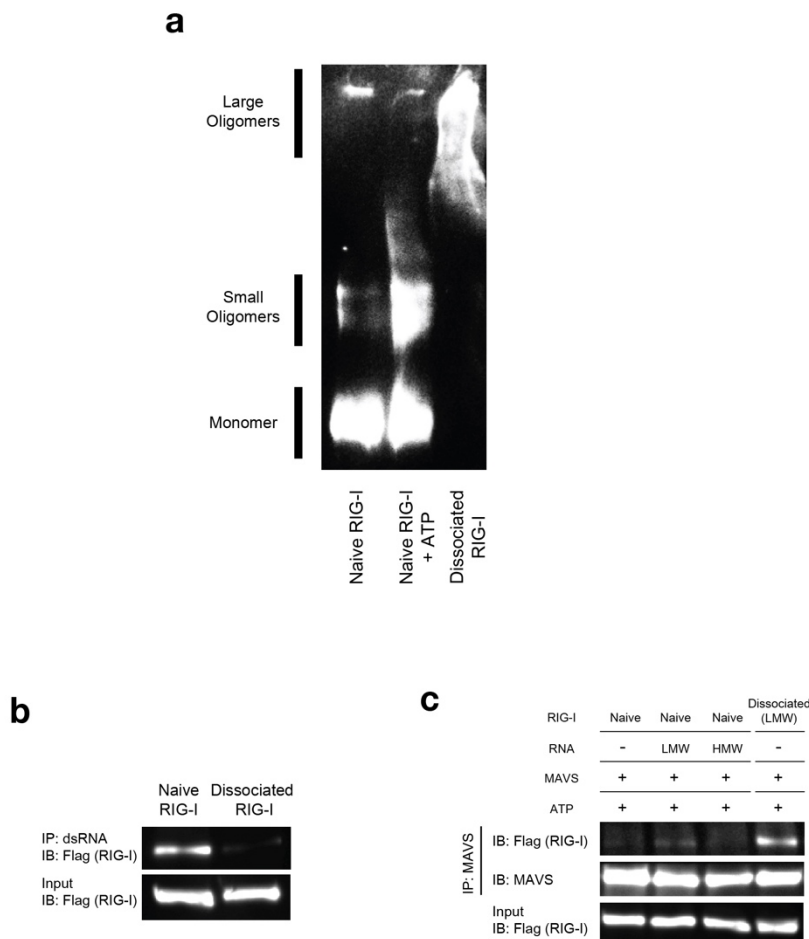 a
Large
Oligomers
Small
Oligomers
Monomer
Naive RIG-I
Naive RIG-I
+ ATP
Dissociated
RIG-I
b
Naive
RIG-I
Dissociated
RIG-I
IP: dsRNA
IB: Flag (RIG-I)
Input
IB: Flag (RIG-I)
c
RIG-I Naive Naive Naive Dissociated
(LMW)
RNA - LMW HMW -
MAVS + + + +
ATP + + + +
IP: MAVS
IB: Flag (RIG-I)
IB: MAVS
Input
IB: Flag (RIG-I)